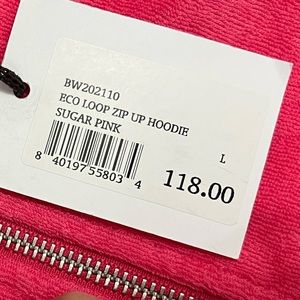 BW202110
ECO LOOP ZIP UP HOODIE
SUGAR PINK
L
8 40197 55803 4
118.00